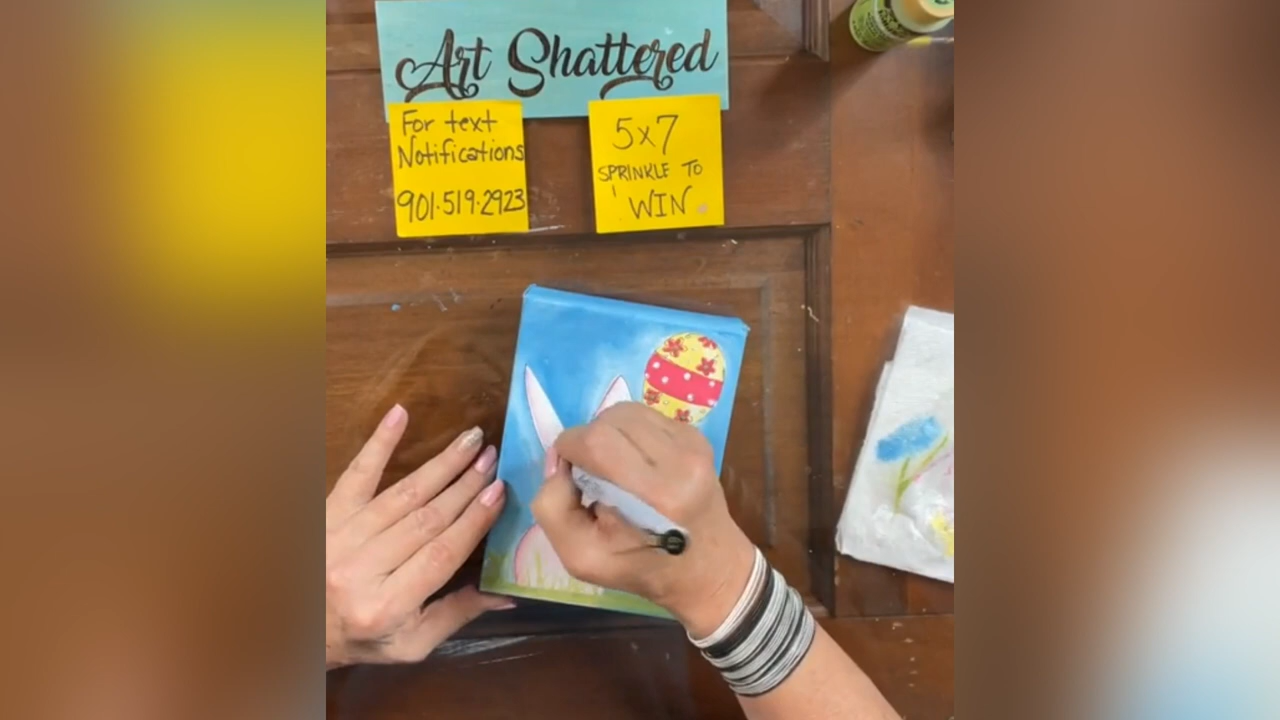 Art Shattered
For text
Notifications
901.519.2923
5x7
SPRINKLE TO
WIN